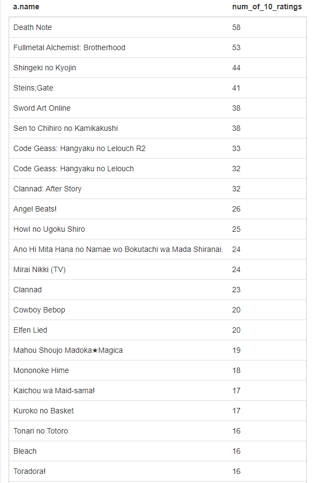 a.name num_of_10_ratings
Death Note 58
Fullmetal Alchemist: Brotherhood 53
Shingeki no Kyojin 44
Steins;Gate 41
Sword Art Online 38
Sen to Chihiro no Kamikakushi 38
Code Geass: Hangyaku no Lelouch R2 33
Code Geass: Hangyaku no Lelouch 32
Clannad: After Story 32
Angel Beats! 26
Howl no Ugoku Shiro 25
Ano Hi Mita Hana no Namae wo Bokutachi wa Mada Shiranai. 24
Mirai Nikki (TV) 24
Clannad 23
Cowboy Bebop 20
Elfen Lied 20
Mahou Shoujo Madoka★Magica 19
Mononoke Hime 18
Kaichou wa Maid-sama! 17
Kuroko no Basket 17
Tonari no Totoro 16
Bleach 16
Toradora! 16